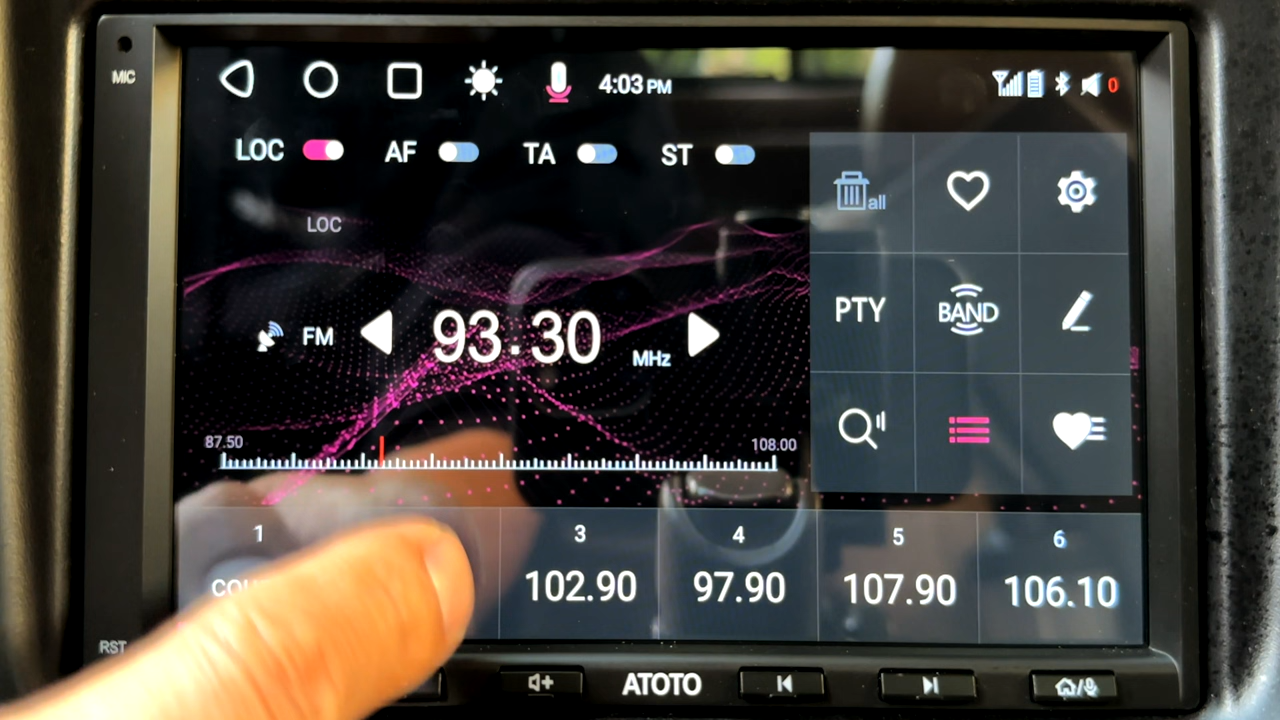 MIC
4:03 PM
0
LOC AF TA ST
all
LOC
PTY BAND
FM 93.30 MHz
87.50 108.00
1 3 4 5 6
102.90 97.90 107.90 106.10
RST
ATOTO